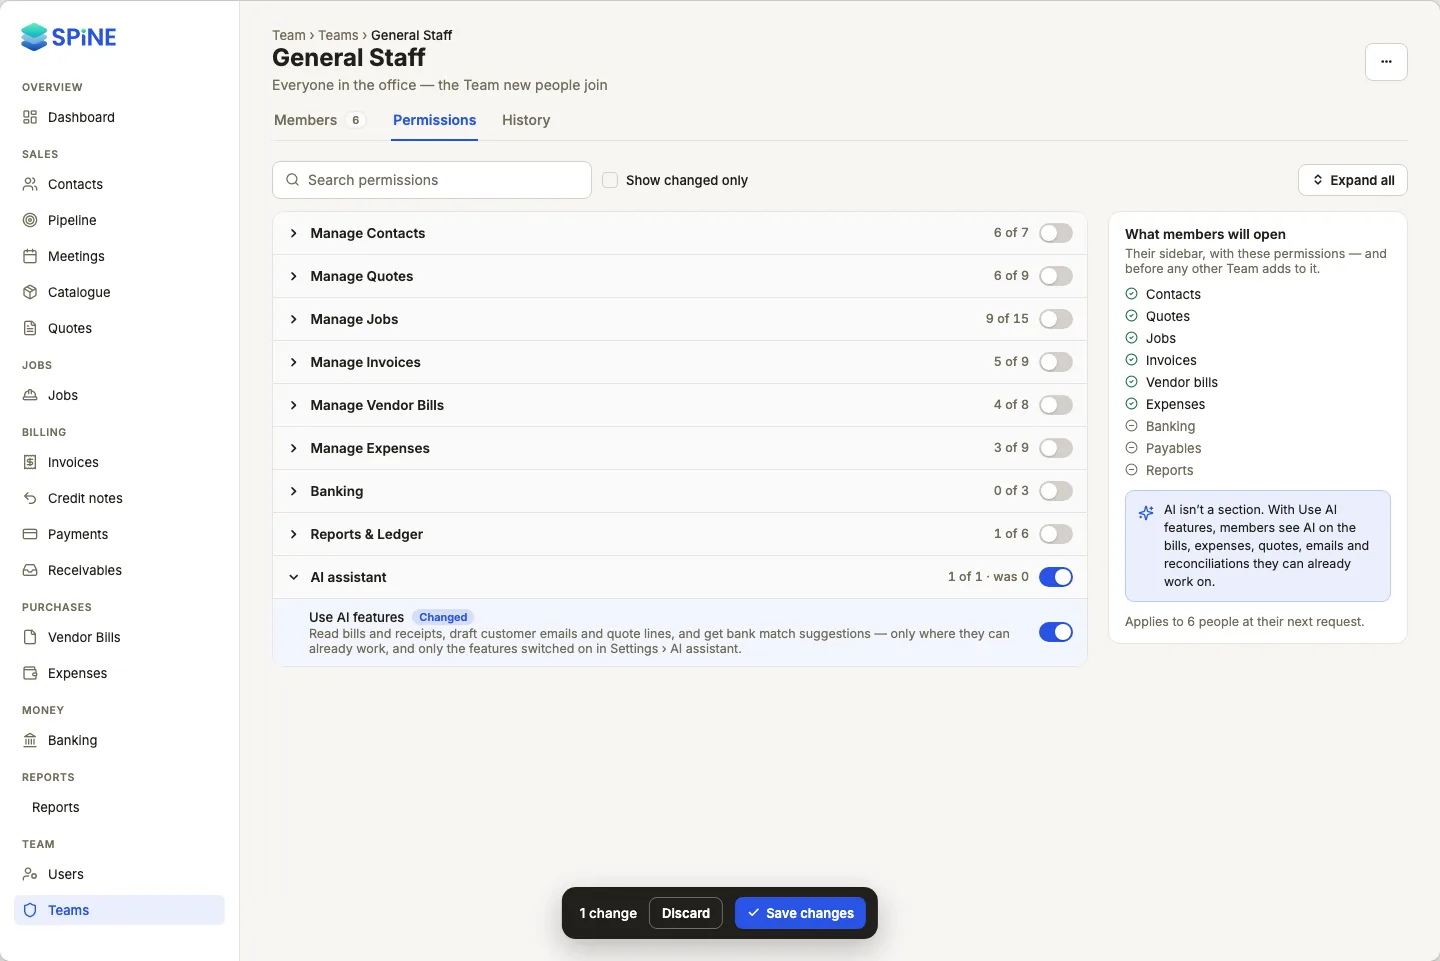 SPiNE
OVERVIEW
Dashboard
SALES
Contacts
Pipeline
Meetings
Catalogue
Quotes
JOBS
Jobs
BILLING
Invoices
Credit notes
Payments
Receivables
PURCHASES
Vendor Bills
Expenses
MONEY
Banking
REPORTS
Reports
TEAM
Users
Teams
Team › Teams › General Staff
General Staff
Everyone in the office — the Team new people join
Members 6 Permissions History
Search permissions
Show changed only
Expand all
Manage Contacts 6 of 7
Manage Quotes 6 of 9
Manage Jobs 9 of 15
Manage Invoices 5 of 9
Manage Vendor Bills 4 of 8
Manage Expenses 3 of 9
Banking 0 of 3
Reports & Ledger 1 of 6
AI assistant 1 of 1 · was 0
Use AI features Changed
Read bills and receipts, draft customer emails and quote lines, and get bank match suggestions — only where they can
already work, and only the features switched on in Settings › AI assistant.
What members will open
Their sidebar, with these permissions — and
before any other Team adds to it.
Contacts
Quotes
Jobs
Invoices
Vendor bills
Expenses
Banking
Payables
Reports
AI isn’t a section. With Use AI
features, members see AI on the
bills, expenses, quotes, emails and
reconciliations they can already
work on.
Applies to 6 people at their next request.
1 change Discard Save changes